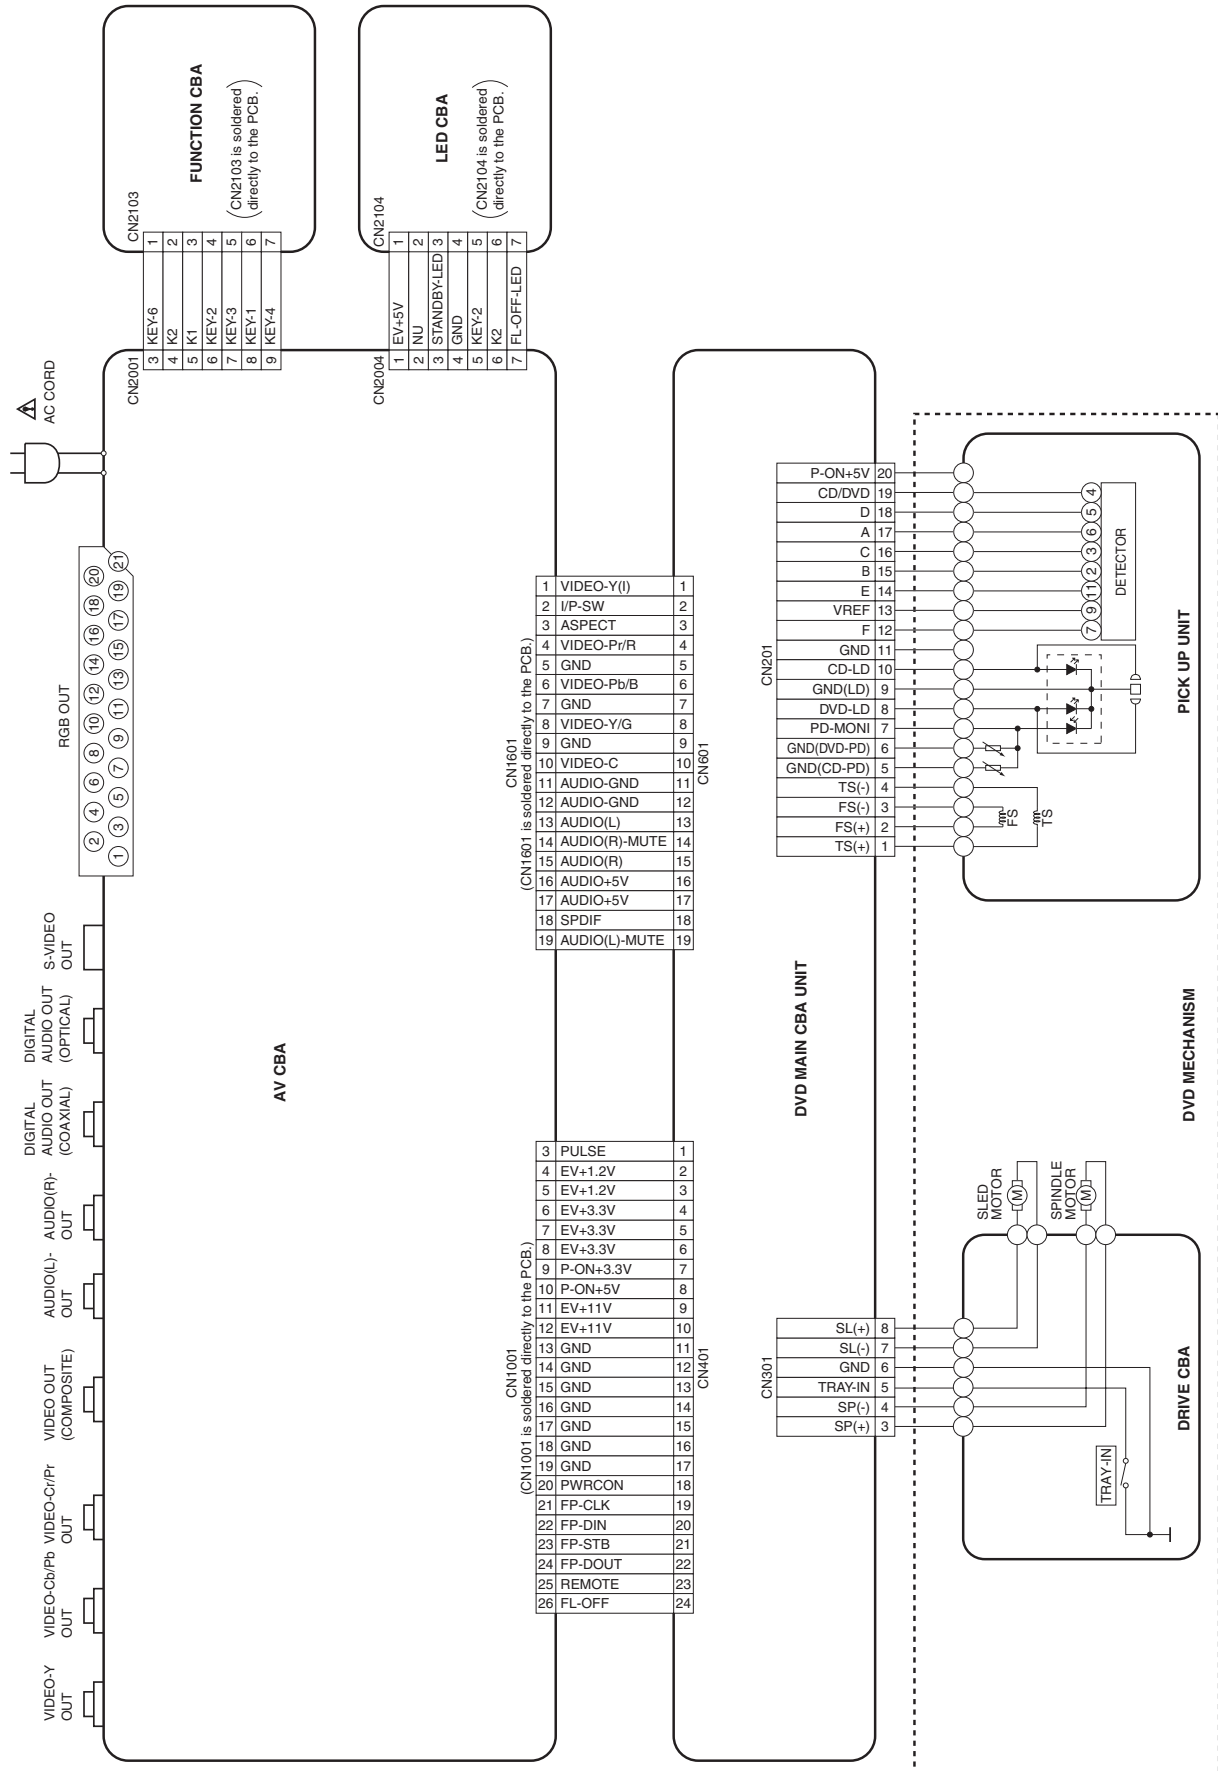 FUNCTION CBA
(CN2103 is soldered
directly to the PCB.)
CN2103
1
2
3
4
5
6
7
KEY-6
K2
K1
KEY-2
KEY-3
KEY-1
KEY-4
CN2001
3
4
5
6
7
8
9
LED CBA
(CN2104 is soldered
directly to the PCB.)
CN2104
1
2
3
4
5
6
7
EV+5V
NU
STANDBY-LED
GND
KEY-2
K2
FL-OFF-LED
CN2004
1
2
3
4
5
6
7
AC CORD
RGB OUT
2 4 6 8 10 12 14 16 18 20
1 3 5 7 9 11 13 15 17 19 21
S-VIDEO
OUT
DIGITAL
AUDIO OUT
(OPTICAL)
DIGITAL
AUDIO OUT
(COAXIAL)
AUDIO(R)-
OUT
AUDIO(L)-
OUT
VIDEO OUT
(COMPOSITE)
VIDEO-Cr/Pr
OUT
VIDEO-Cb/Pb
OUT
VIDEO-Y
OUT
AV CBA
CN1601
(CN1601 is soldered directly to the PCB.)
1 VIDEO-Y(I) 1
2 I/P-SW 2
3 ASPECT 3
4 VIDEO-Pr/R 4
5 GND 5
6 VIDEO-Pb/B 6
7 GND 7
8 VIDEO-Y/G 8
9 GND 9
10 VIDEO-C 10
11 AUDIO-GND 11
12 AUDIO-GND 12
13 AUDIO(L) 13
14 AUDIO(R)-MUTE 14
15 AUDIO(R) 15
16 AUDIO+5V 16
17 AUDIO+5V 17
18 SPDIF 18
19 AUDIO(L)-MUTE 19
CN601
CN1001
(CN1001 is soldered directly to the PCB.)
3 PULSE 1
4 EV+1.2V 2
5 EV+1.2V 3
6 EV+3.3V 4
7 EV+3.3V 5
8 EV+3.3V 6
9 P-ON+3.3V 7
10 P-ON+5V 8
11 EV+11V 9
12 EV+11V 10
13 GND 11
14 GND 12
15 GND 13
16 GND 14
17 GND 15
18 GND 16
19 GND 17
20 PWRCON 18
21 FP-CLK 19
22 FP-DIN 20
23 FP-STB 21
24 FP-DOUT 22
25 REMOTE 23
26 FL-OFF 24
CN401
DVD MAIN CBA UNIT
CN201
P-ON+5V 20
CD/DVD 19
D 18
A 17
C 16
B 15
E 14
VREF 13
F 12
GND 11
CD-LD 10
GND(LD) 9
DVD-LD 8
PD-MONI 7
GND(DVD-PD) 6
GND(CD-PD) 5
TS(-) 4
FS(-) 3
FS(+) 2
TS(+) 1
4
5
6
3
2
11
9
7
DETECTOR
FS
TS
PICK UP UNIT
DVD MECHANISM
CN301
SL(+) 8
SL(-) 7
GND 6
TRAY-IN 5
SP(-) 4
SP(+) 3
SLED
MOTOR
M
SPINDLE
MOTOR
M
TRAY-IN
DRIVE CBA